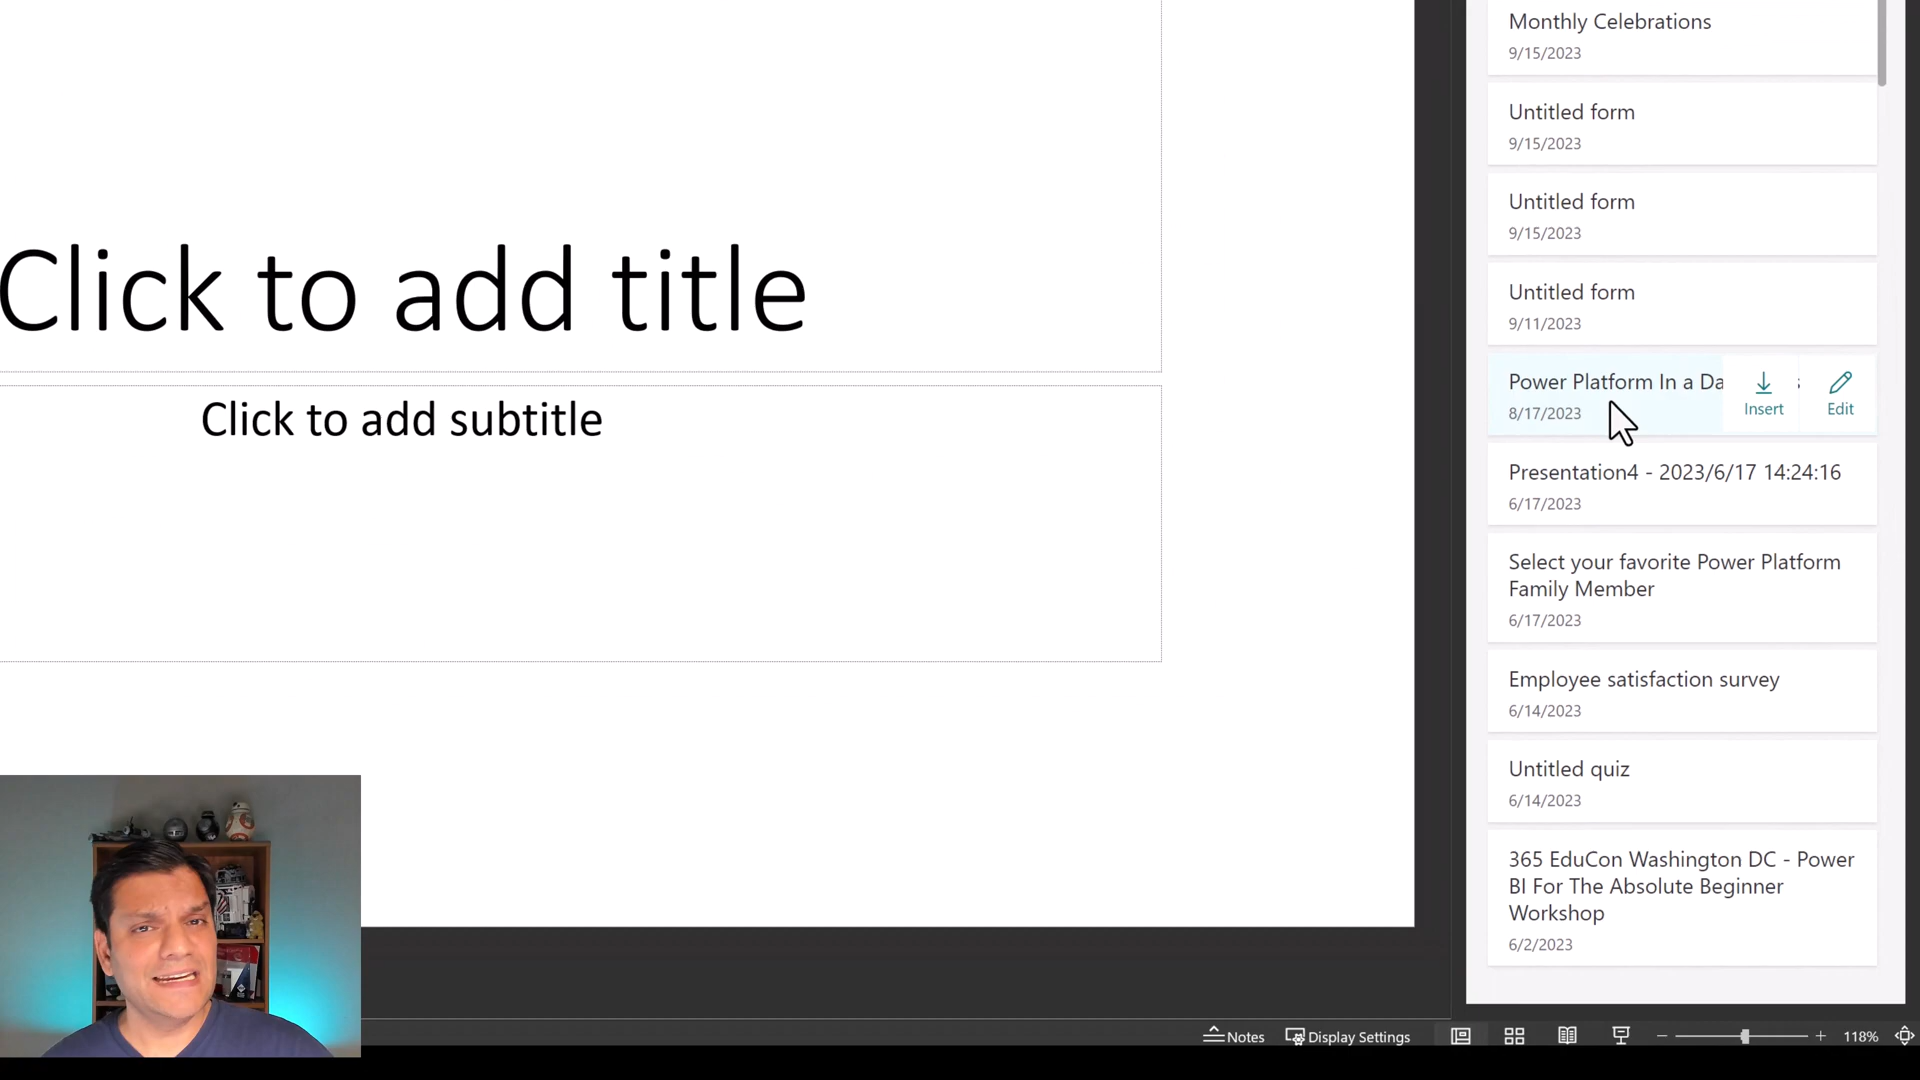 Click to add title
Click to add subtitle
Monthly Celebrations
9/15/2023
Untitled form
9/15/2023
Untitled form
9/15/2023
Untitled form
9/11/2023
Power Platform In a Da
8/17/2023
Insert
Edit
Presentation4 - 2023/6/17 14:24:16
6/17/2023
Select your favorite Power Platform
Family Member
6/17/2023
Employee satisfaction survey
6/14/2023
Untitled quiz
6/14/2023
365 EduCon Washington DC - Power
BI For The Absolute Beginner
Workshop
6/2/2023
Notes
Display Settings
118%